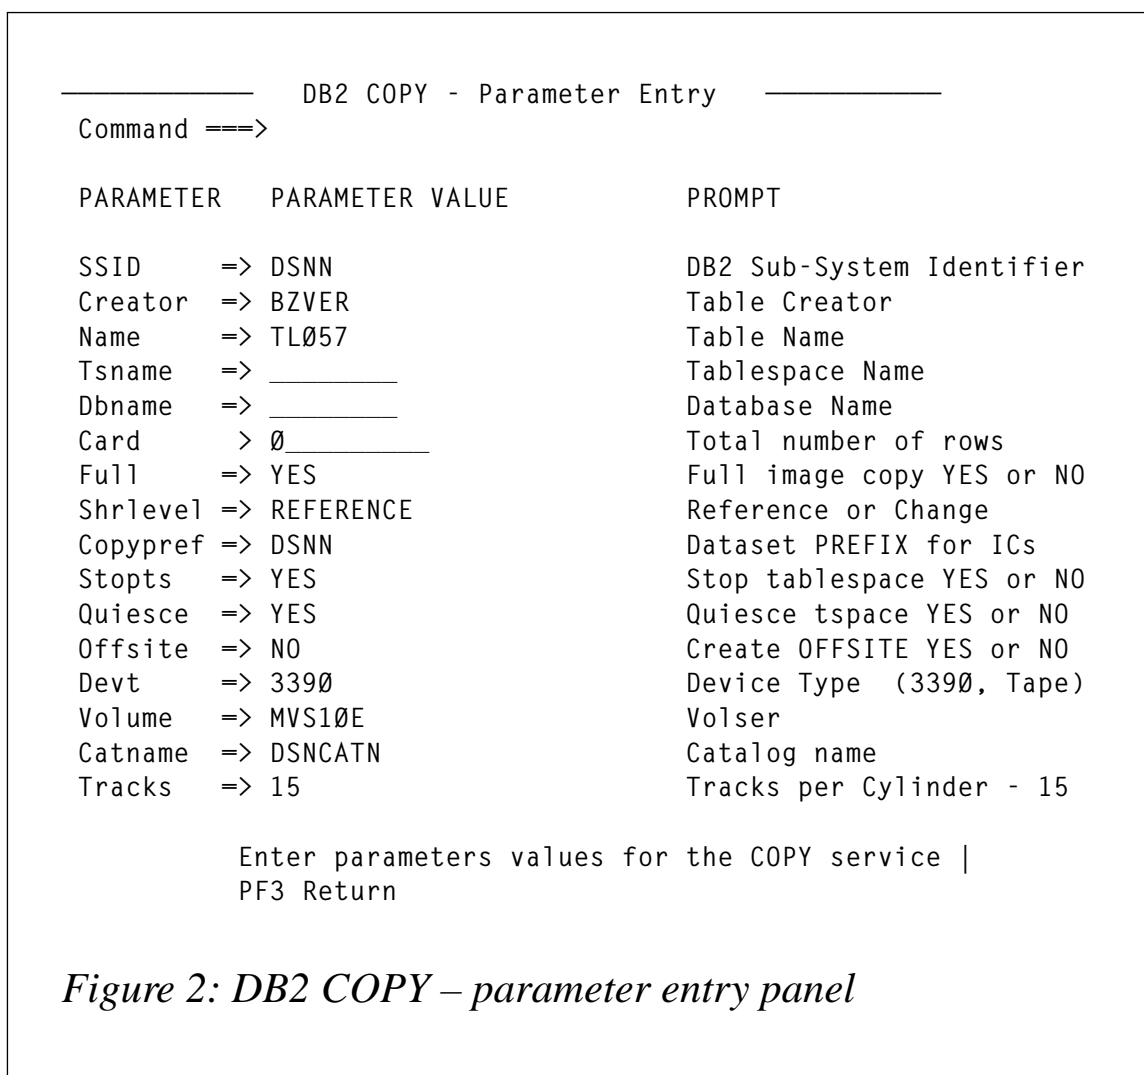 ──────────── DB2 COPY - Parameter Entry ───────────
Command ===>
PARAMETER PARAMETER VALUE PROMPT
SSID => DSNN DB2 Sub-System Identifier
Creator => BZVER Table Creator
Name => TLØ57 Table Name
Tsname => ________ Tablespace Name
Dbname => ________ Database Name
Card > Ø_________ Total number of rows
Full => YES Full image copy YES or NO
Shrlevel => REFERENCE Reference or Change
Copypref => DSNN Dataset PREFIX for ICs
Stopts => YES Stop tablespace YES or NO
Quiesce => YES Quiesce tspace YES or NO
Offsite => NO Create OFFSITE YES or NO
Devt => 339Ø Device Type (339Ø, Tape)
Volume => MVS1ØE Volser
Catname => DSNCATN Catalog name
Tracks => 15 Tracks per Cylinder - 15
Enter parameters values for the COPY service |
PF3 Return
Figure 2: DB2 COPY – parameter entry panel